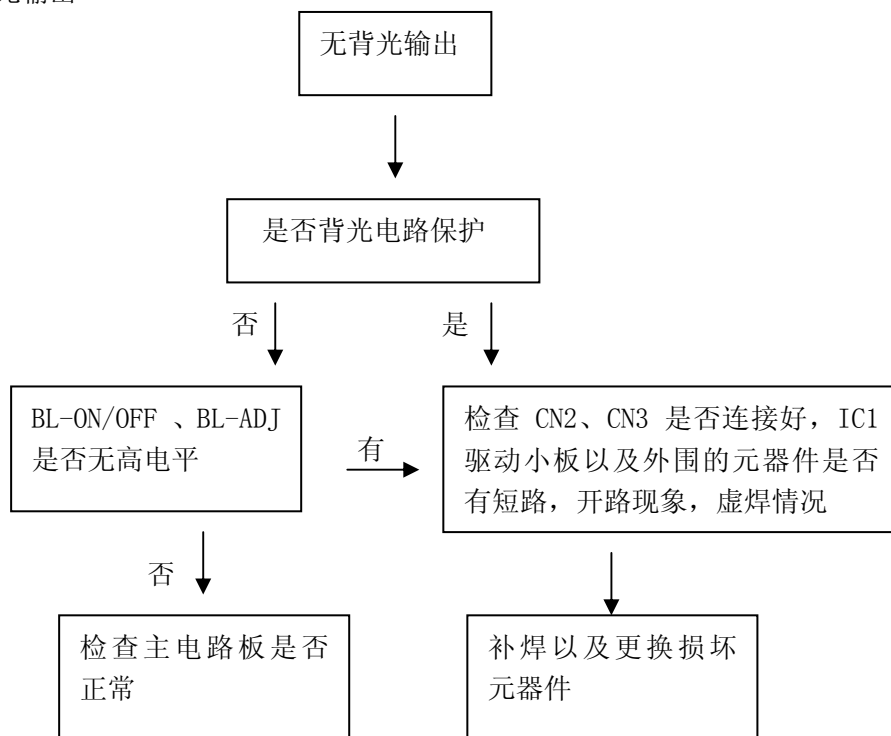 无背光输出
是否背光电路保护
否
是
BL-ON/OFF 、BL-ADJ
是否无高电平
有
检查 CN2、CN3 是否连接好，IC1
驱动小板以及外围的元器件是否
有短路，开路现象，虚焊情况
否
检查主电路板是否
正常
补焊以及更换损坏
元器件